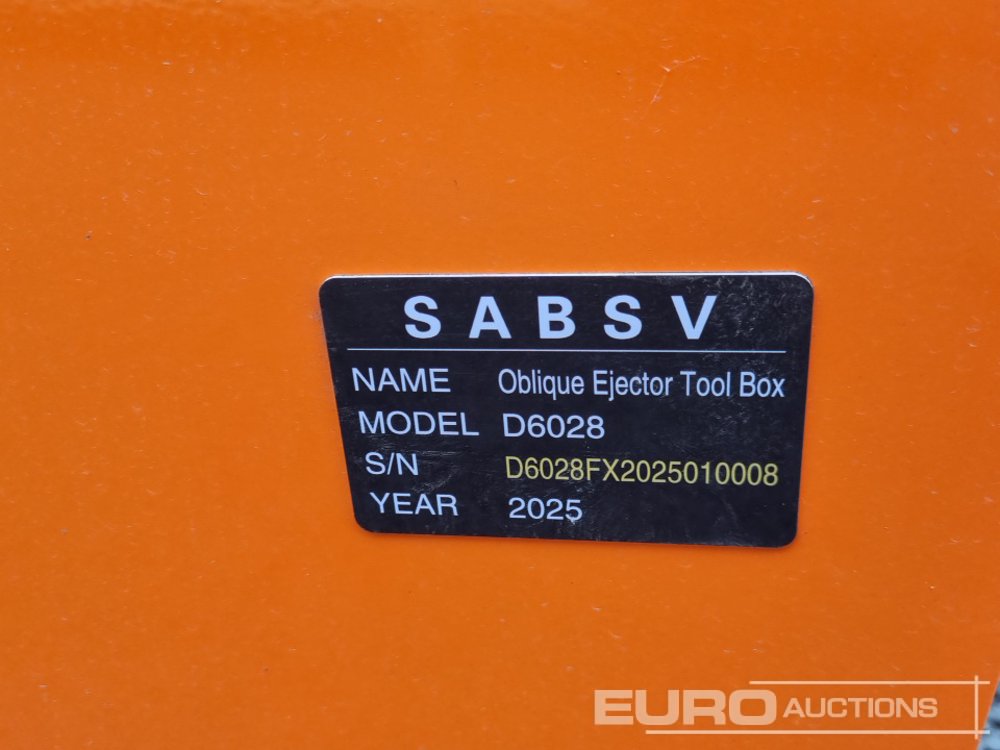 SABSV
NAME Oblique Ejector Tool Box
MODEL D6028
S/N D6028FX2025010008
YEAR 2025
EURO AUCTIONS